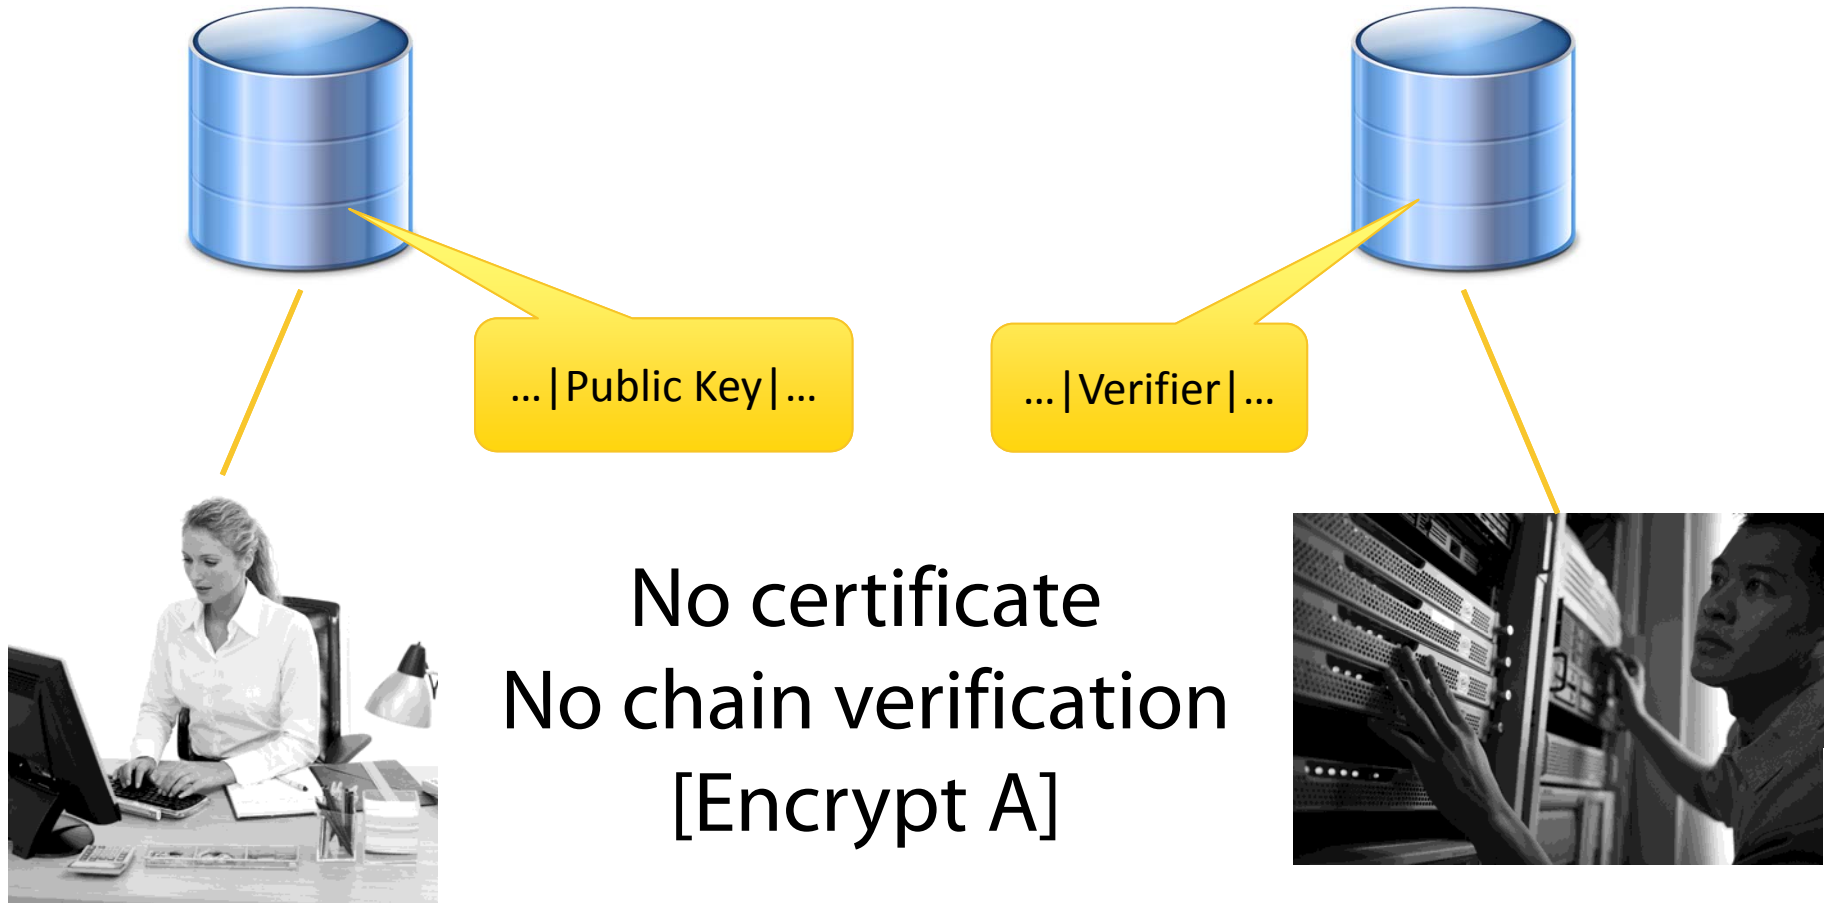 ...|Public Key|...
...|Verifier|...
No certificate
No chain verification
[Encrypt A]